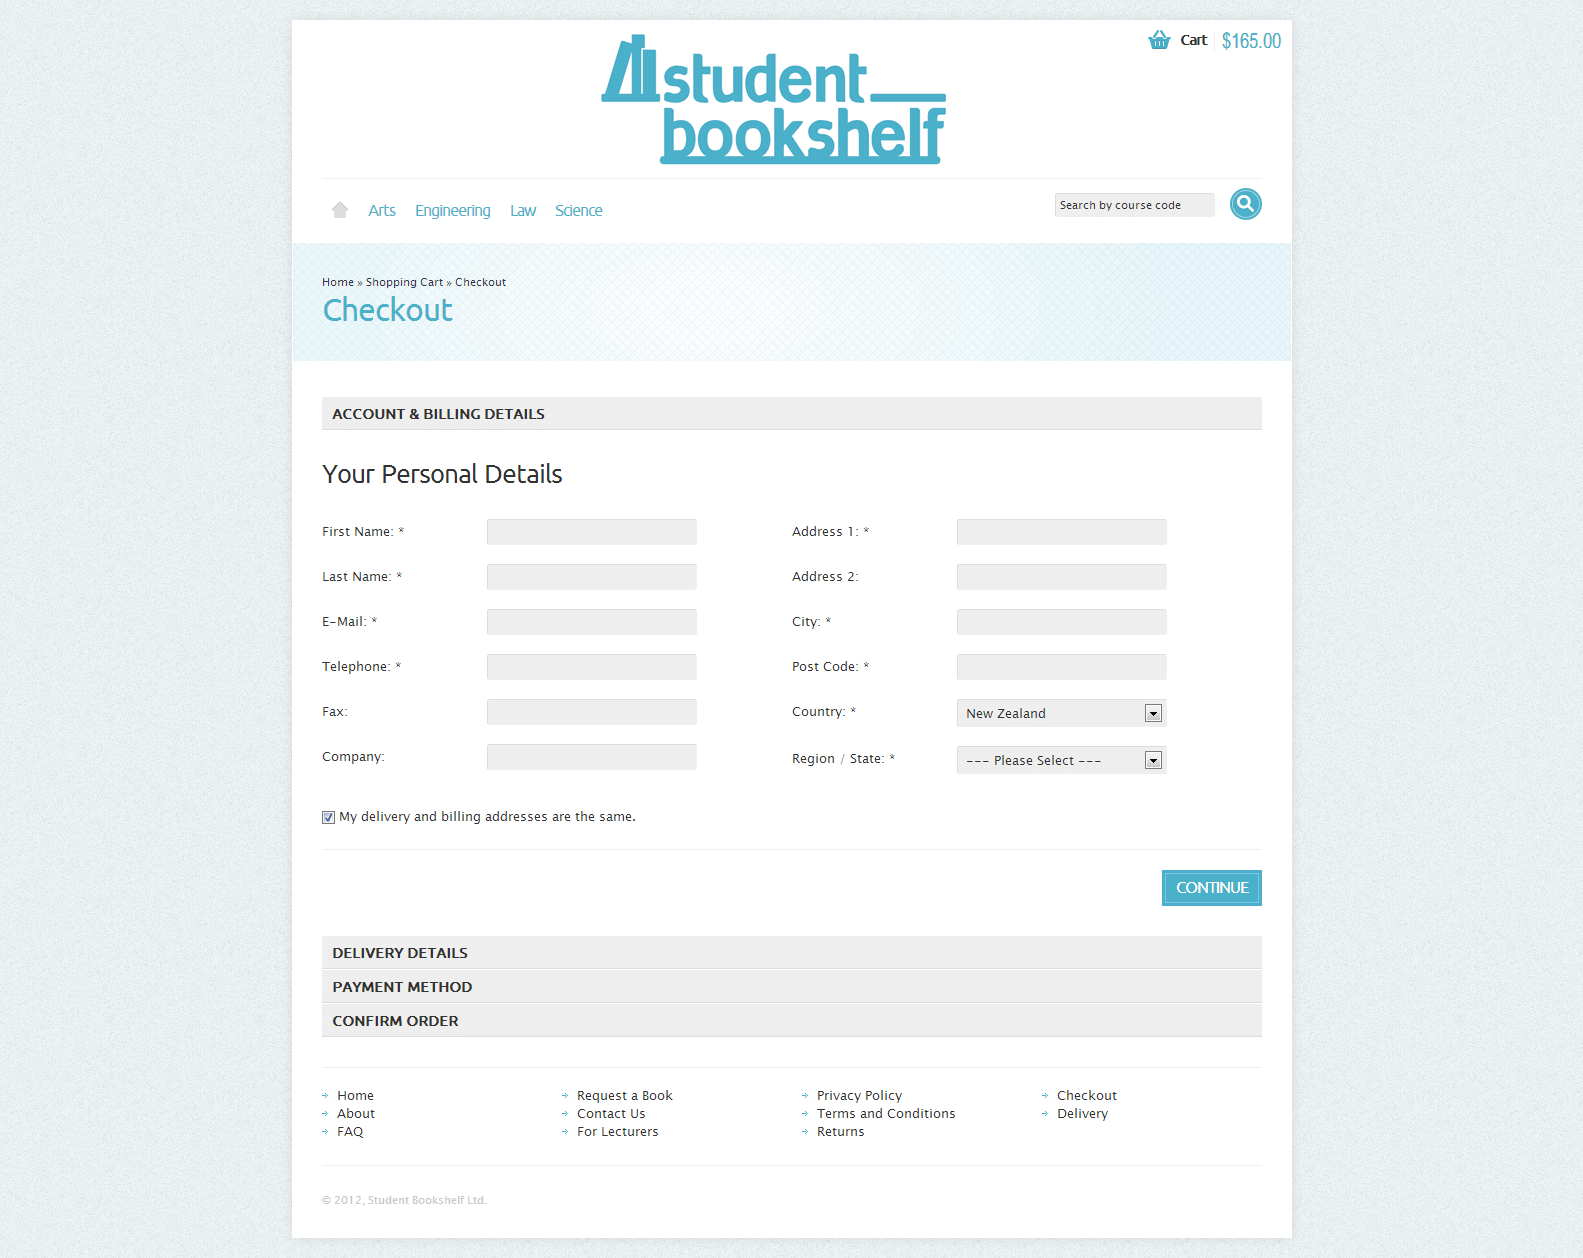 Cart $165.00
student
bookshelf
Arts Engineering Law Science Search by course code
Home » Shopping Cart » Checkout
Checkout
ACCOUNT & BILLING DETAILS
Your Personal Details
First Name: * Address 1: *
Last Name: * Address 2:
E-Mail: * City: *
Telephone: * Post Code: *
Fax: Country: * New Zealand
Company: Region / State: * --- Please Select ---
My delivery and billing addresses are the same.
CONTINUE
DELIVERY DETAILS
PAYMENT METHOD
CONFIRM ORDER
Home Request a Book Privacy Policy Checkout
About Contact Us Terms and Conditions Delivery
FAQ For Lecturers Returns
© 2012, Student Bookshelf Ltd.